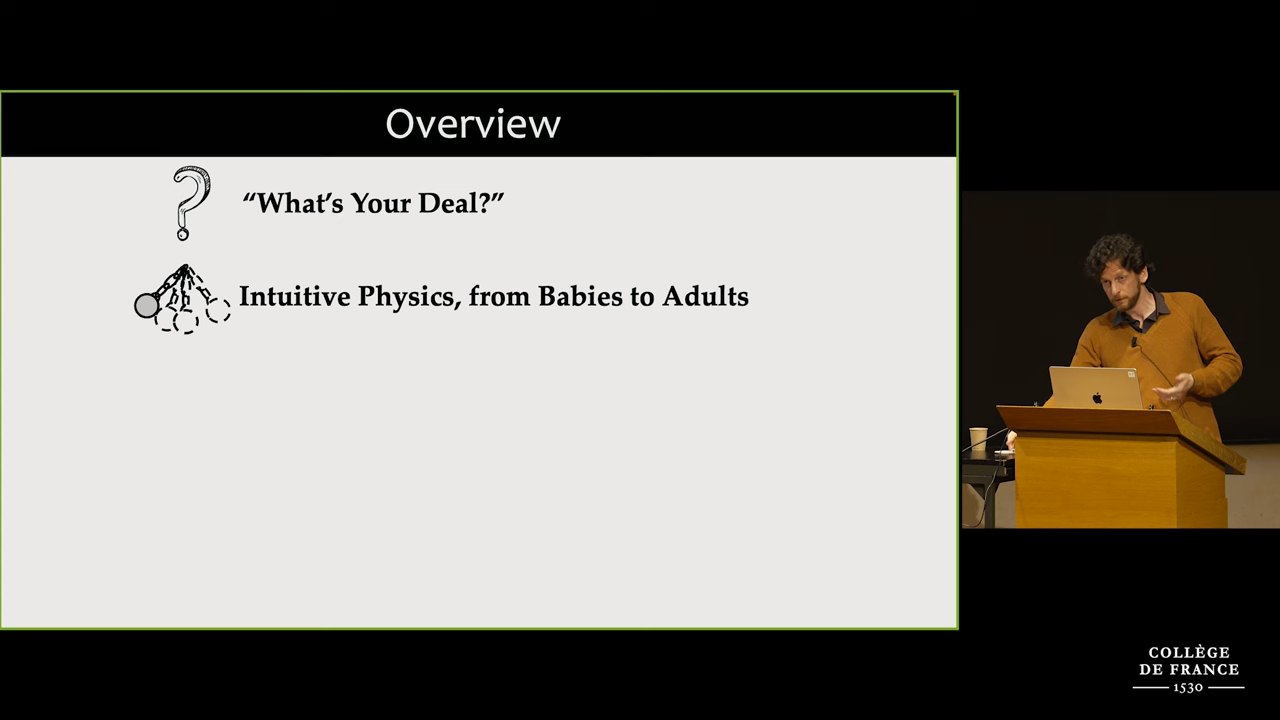 Overview
“What’s Your Deal?”
Intuitive Physics, from Babies to Adults
COLLÈGE
DE FRANCE
1530